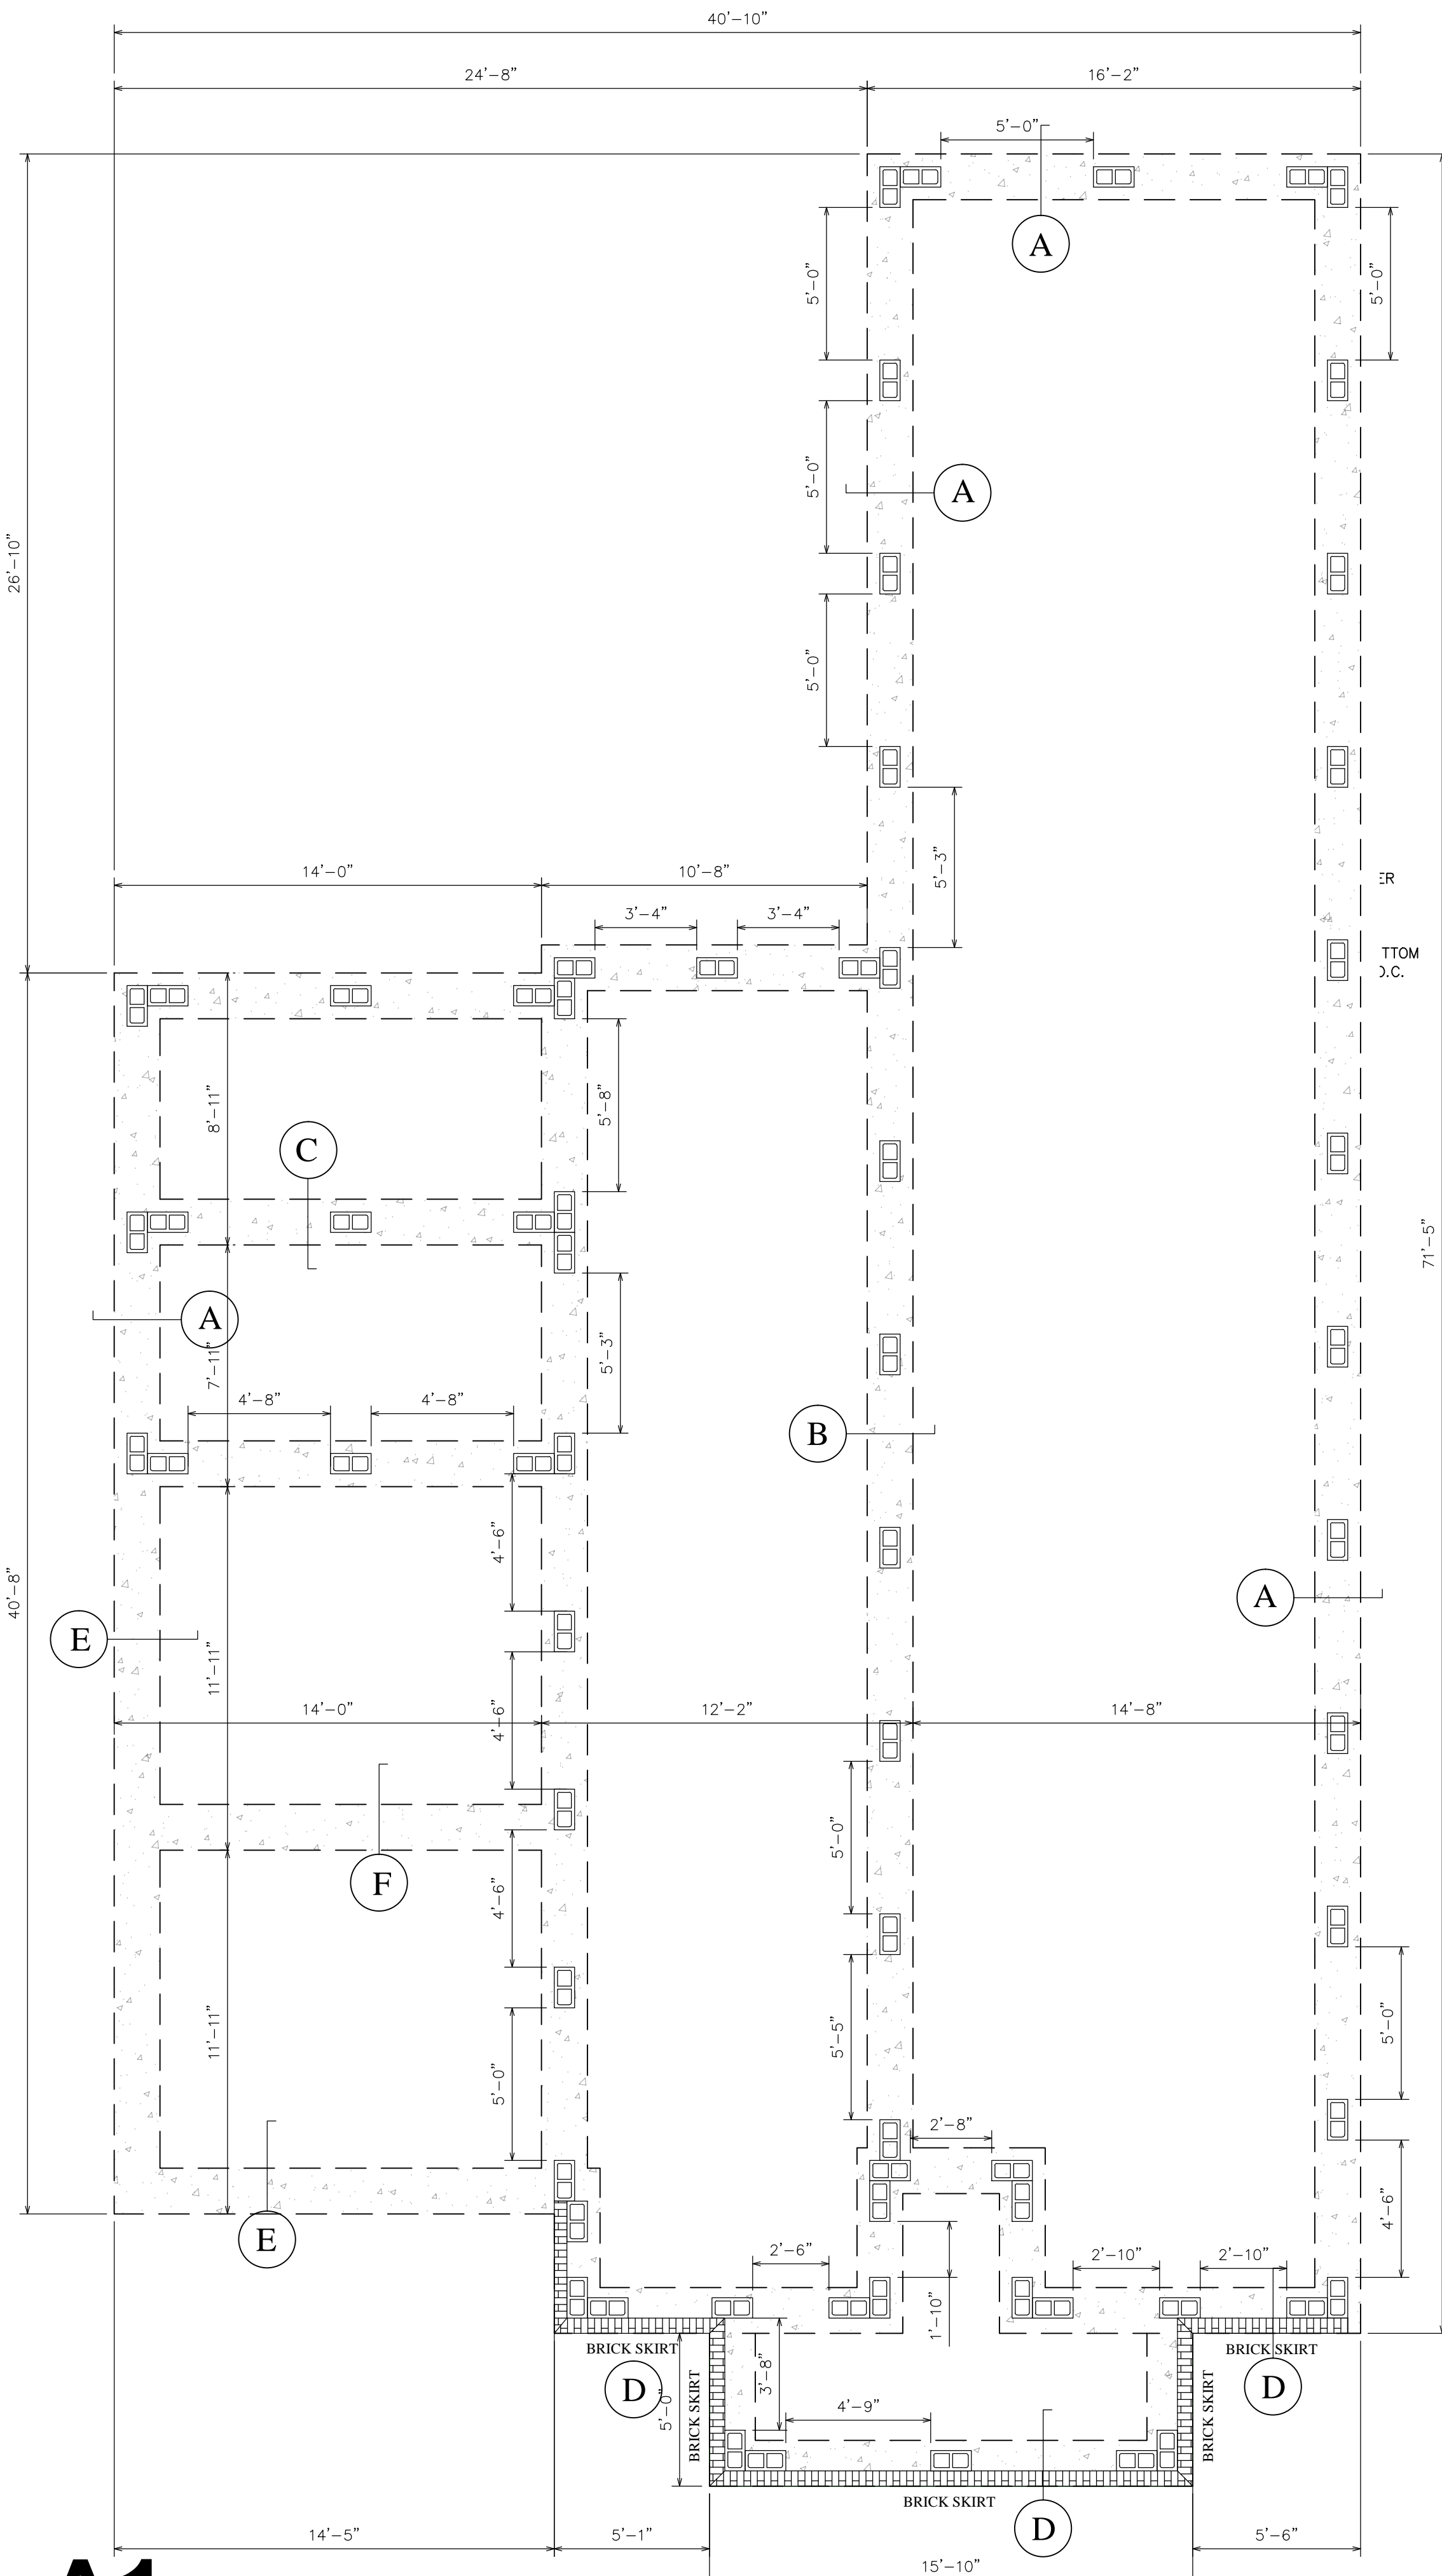 40'-10"
24'-8"
16'-2"
5'-0"
A
5'-0"
5'-0"
5'-0"
A
26'-10"
5'-0"
5'-3"
14'-0"
10'-8"
3'-4"
3'-4"
ER
TTOM
O.C.
8'-11"
5'-8"
C
71'-5"
A
7'-11"
5'-3"
4'-8"
4'-8"
B
4'-6"
40'-8"
A
E
11'-11"
4'-6"
14'-0"
12'-2"
14'-8"
5'-0"
F
4'-6"
11'-11"
5'-5"
5'-0"
5'-0"
2'-8"
4'-6"
E
2'-6"
2'-10"
2'-10"
1'-10"
BRICK SKIRT
BRICK SKIRT
D
5'-0"
BRICK SKIRT
3'-8"
4'-9"
BRICK SKIRT
D
BRICK SKIRT
D
14'-5"
5'-1"
5'-6"
15'-10"
A1